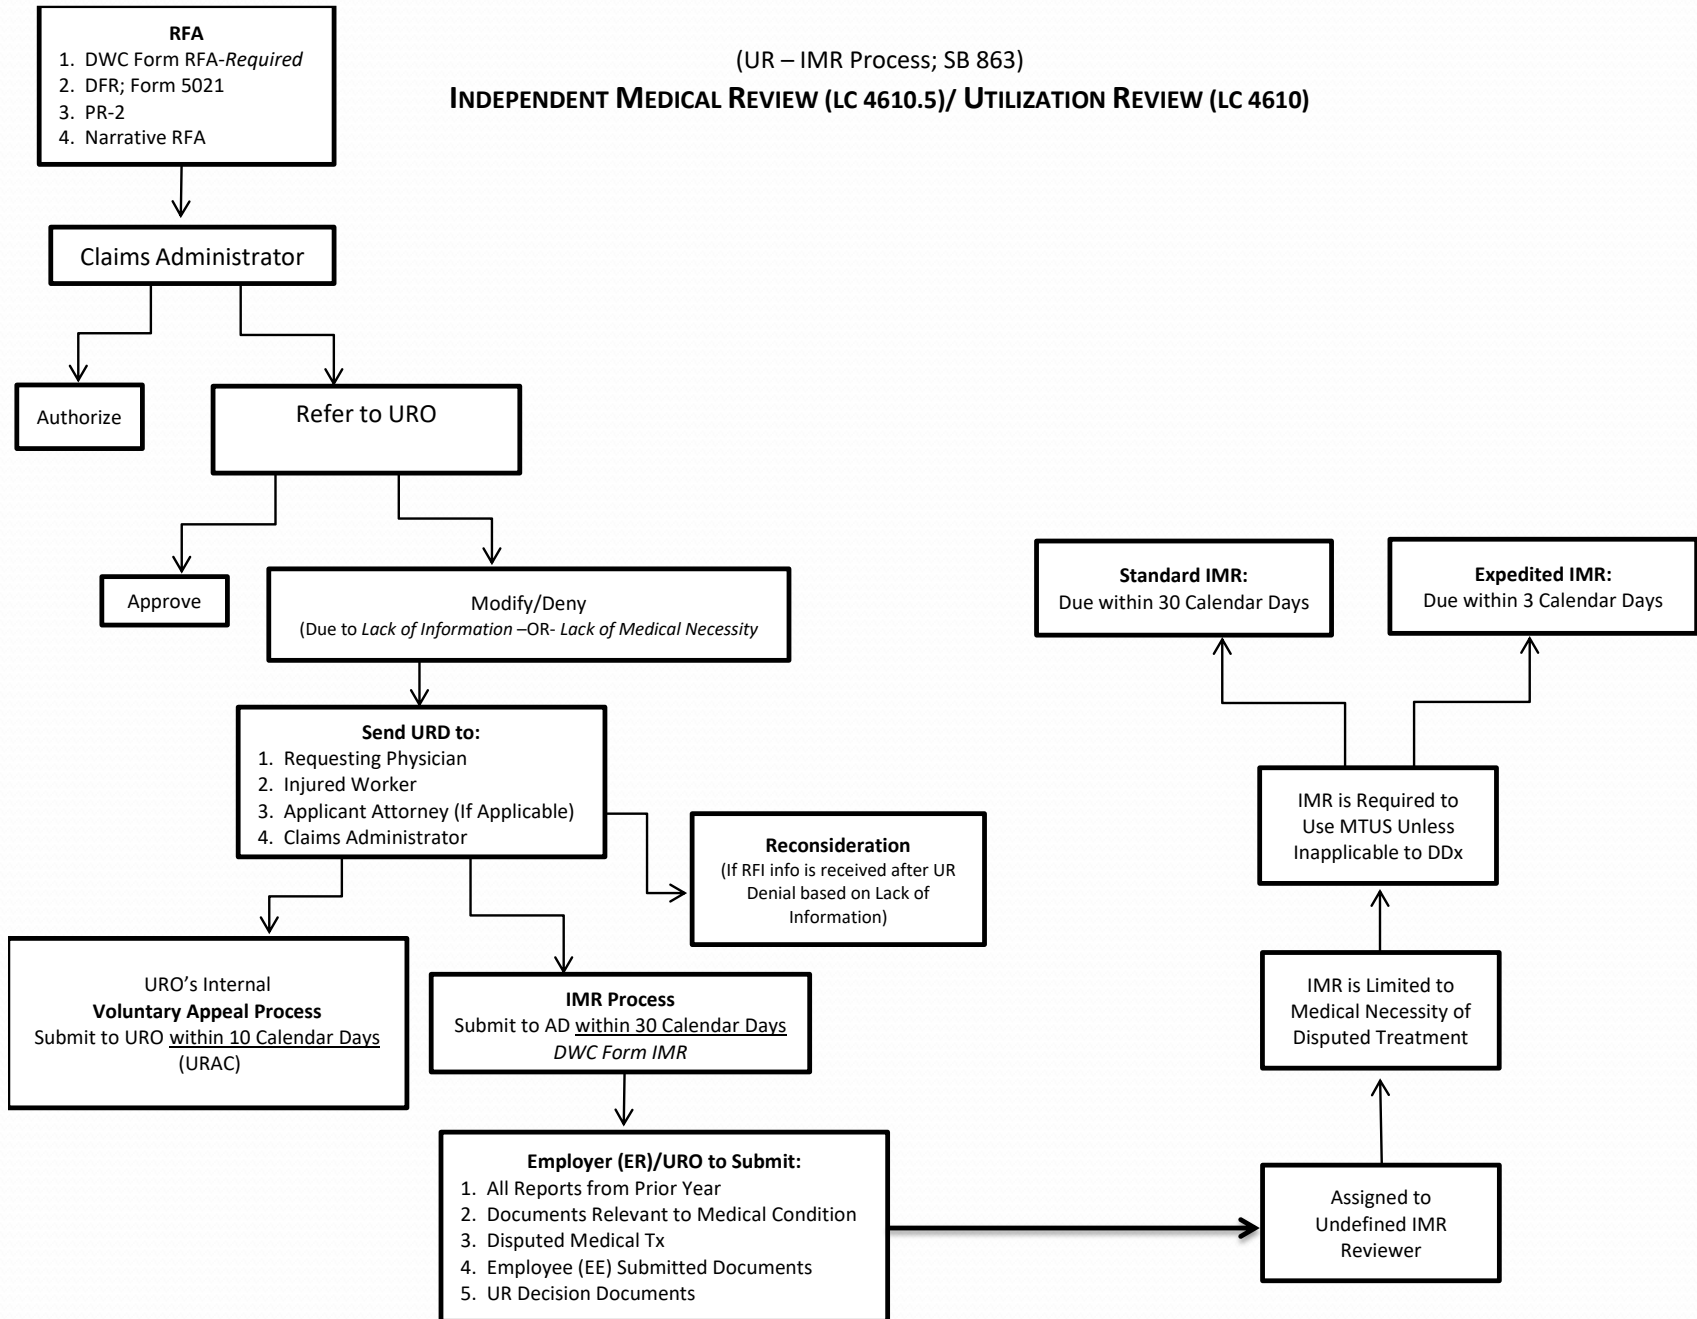 RFA
1. DWC Form RFA-Required
2. DFR; Form 5021
3. PR-2
4. Narrative RFA
(UR – IMR Process; SB 863)
INDEPENDENT MEDICAL REVIEW (LC 4610.5)/ UTILIZATION REVIEW (LC 4610)
Claims Administrator
Authorize
Refer to URO
Approve
Modify/Deny
(Due to Lack of Information –OR- Lack of Medical Necessity
Send URD to:
1. Requesting Physician
2. Injured Worker
3. Applicant Attorney (If Applicable)
4. Claims Administrator
Reconsideration
(If RFI info is received after UR
Denial based on Lack of
Information)
URO’s Internal
Voluntary Appeal Process
Submit to URO within 10 Calendar Days
(URAC)
IMR Process
Submit to AD within 30 Calendar Days
DWC Form IMR
Employer (ER)/URO to Submit:
1. All Reports from Prior Year
2. Documents Relevant to Medical Condition
3. Disputed Medical Tx
4. Employee (EE) Submitted Documents
5. UR Decision Documents
Assigned to
Undefined IMR
Reviewer
IMR is Limited to
Medical Necessity of
Disputed Treatment
IMR is Required to
Use MTUS Unless
Inapplicable to DDx
Standard IMR:
Due within 30 Calendar Days
Expedited IMR:
Due within 3 Calendar Days